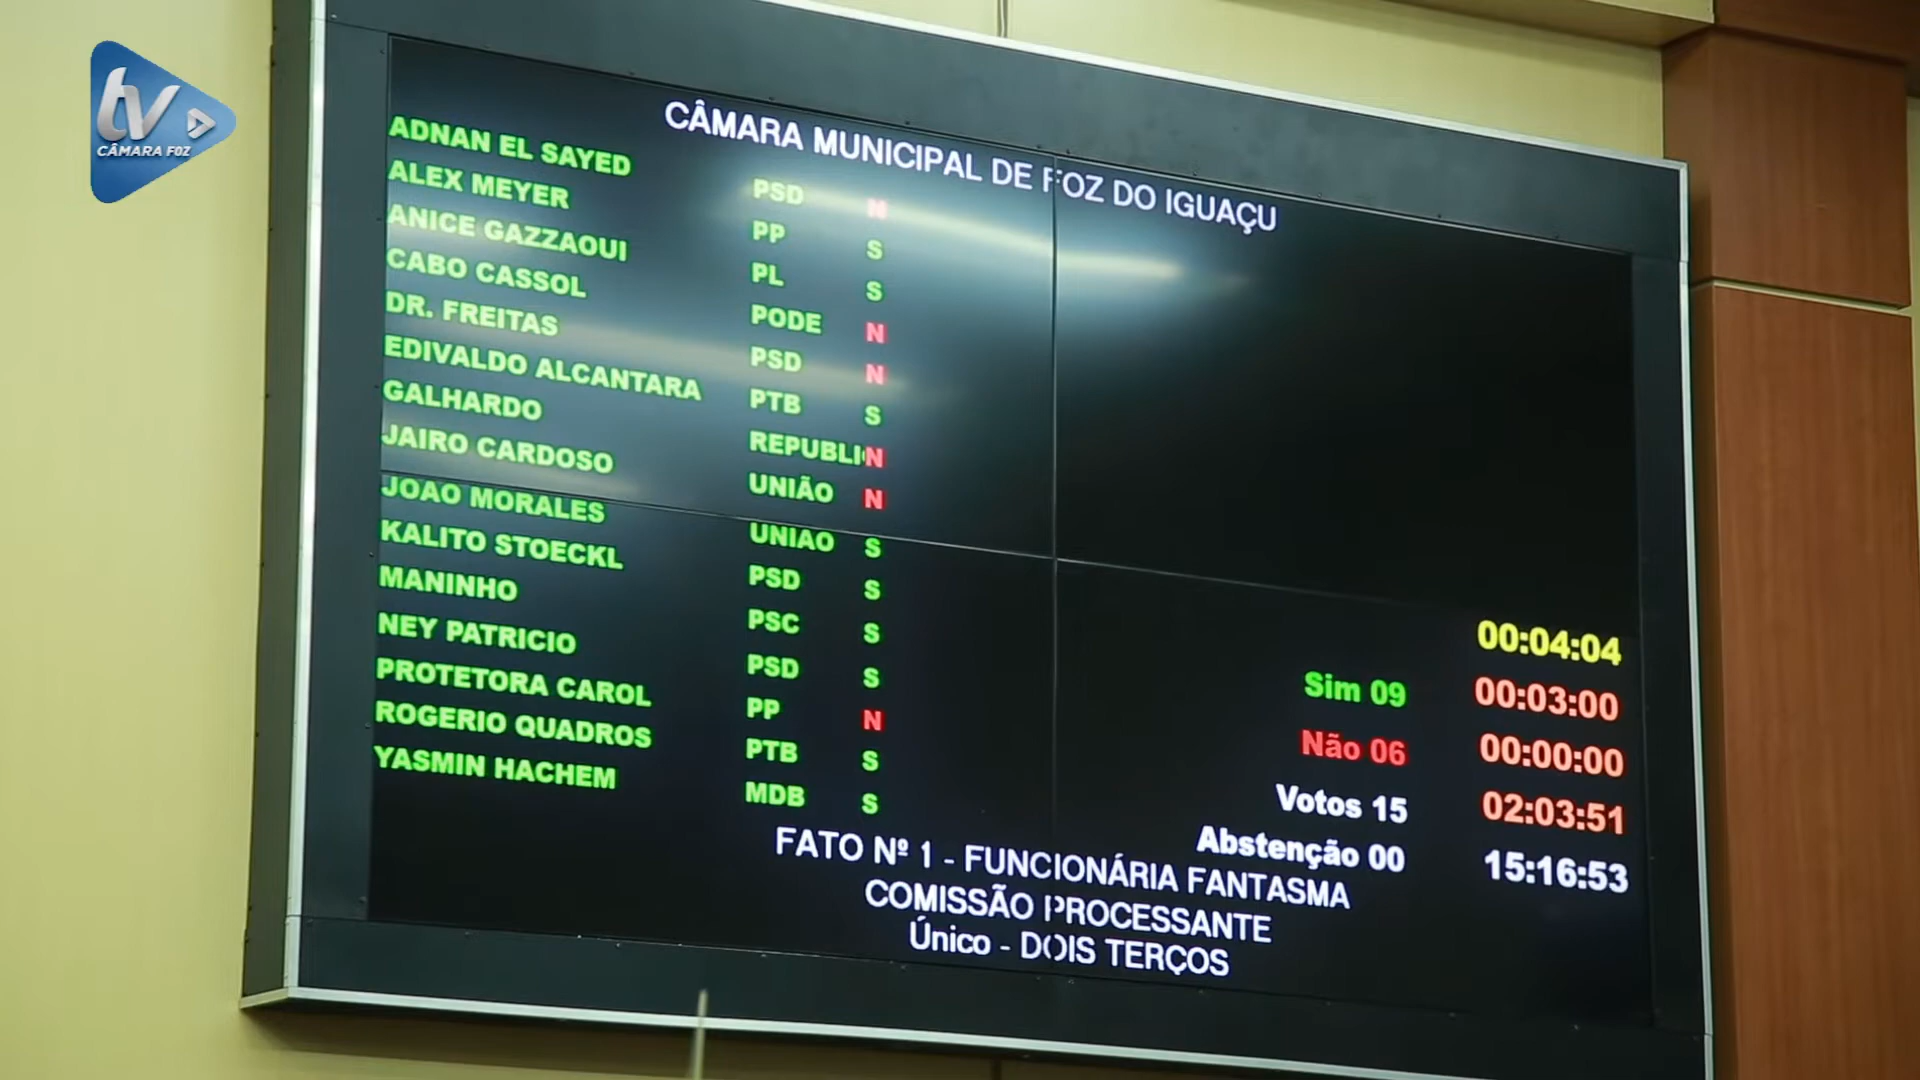 tv
CÂMARA FOZ
CÂMARA MUNICIPAL DE FOZ DO IGUAÇU
ADNAN EL SAYED PSD N
ALEX MEYER PP S
ANICE GAZZAOUI PL S
CABO CASSOL PODE N
DR. FREITAS PSD N
EDIVALDO ALCANTARA PTB S
GALHARDO REPUBLI N
JAIRO CARDOSO UNIÃO N
JOAO MORALES UNIAO S
KALITO STOECKL PSD S
MANINHO PSC S
NEY PATRICIO PSD S
PROTETORA CAROL PP N
ROGERIO QUADROS PTB S
YASMIN HACHEM MDB S
00:04:04
Sim 09 00:03:00
Não 06 00:00:00
Votos 15 02:03:51
Abstenção 00 15:16:53
FATO Nº 1 - FUNCIONÁRIA FANTASMA
COMISSÃO PROCESSANTE
Único - DOIS TERÇOS